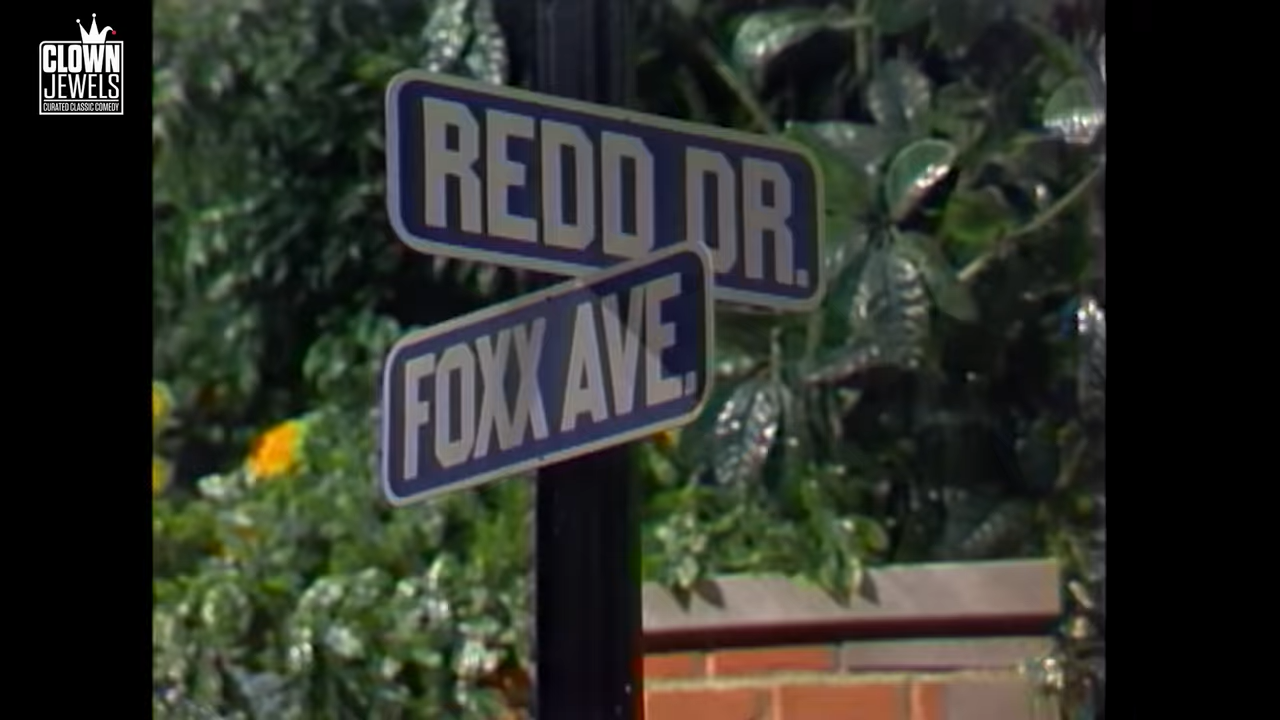 CLOWN
JEWELS
CURATED CLASSIC COMEDY
REDD DR.
FOXX AVE.